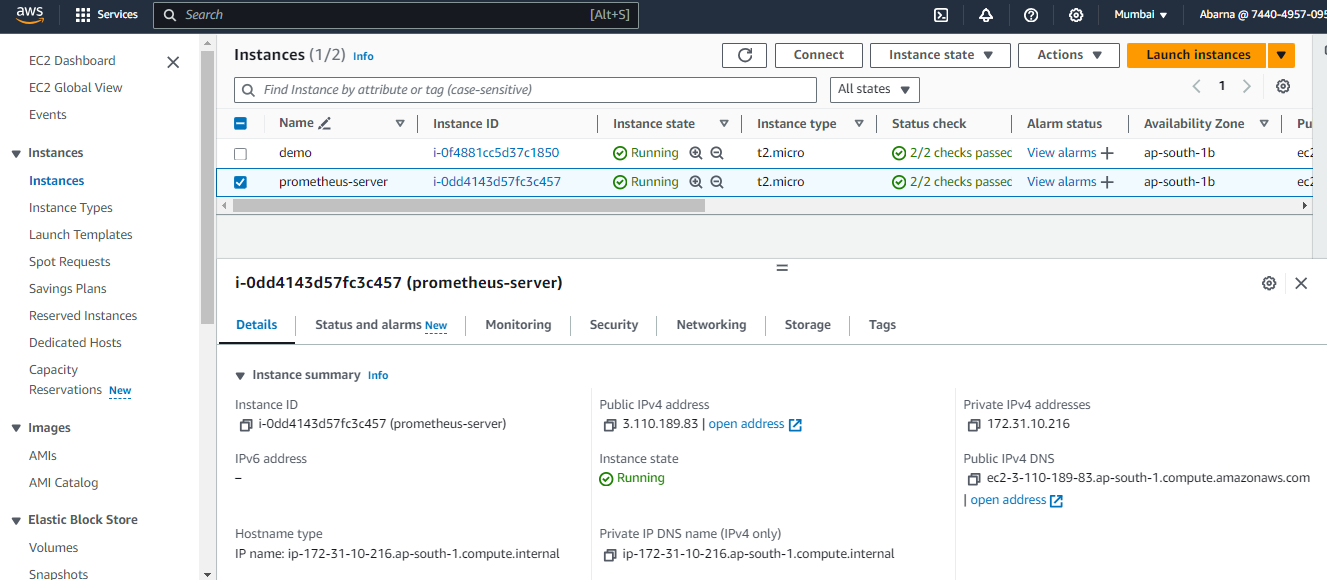 aws Services Search [Alt+S] Mumbai Abarna @ 7440-4957-095
EC2 Dashboard
EC2 Global View
Events
Instances
Instances
Instance Types
Launch Templates
Spot Requests
Savings Plans
Reserved Instances
Dedicated Hosts
Capacity
Reservations New
Images
AMIs
AMI Catalog
Elastic Block Store
Volumes
Snapshots
Instances (1/2) Info Connect Instance state Actions Launch instances
Find Instance by attribute or tag (case-sensitive) All states 1
Name Instance ID Instance state Instance type Status check Alarm status Availability Zone Pu
demo i-0f4881cc5d37c1850 Running t2.micro 2/2 checks passed View alarms ap-south-1b ec2
prometheus-server i-0dd4143d57fc3c457 Running t2.micro 2/2 checks passed View alarms ap-south-1b ec2
i-0dd4143d57fc3c457 (prometheus-server)
Details Status and alarms New Monitoring Security Networking Storage Tags
Instance summary Info
Instance ID
i-0dd4143d57fc3c457 (prometheus-server)
Public IPv4 address
3.110.189.83 | open address
Private IPv4 addresses
172.31.10.216
IPv6 address
–
Instance state
Running
Public IPv4 DNS
ec2-3-110-189-83.ap-south-1.compute.amazonaws.com
| open address
Hostname type
IP name: ip-172-31-10-216.ap-south-1.compute.internal
Private IP DNS name (IPv4 only)
ip-172-31-10-216.ap-south-1.compute.internal